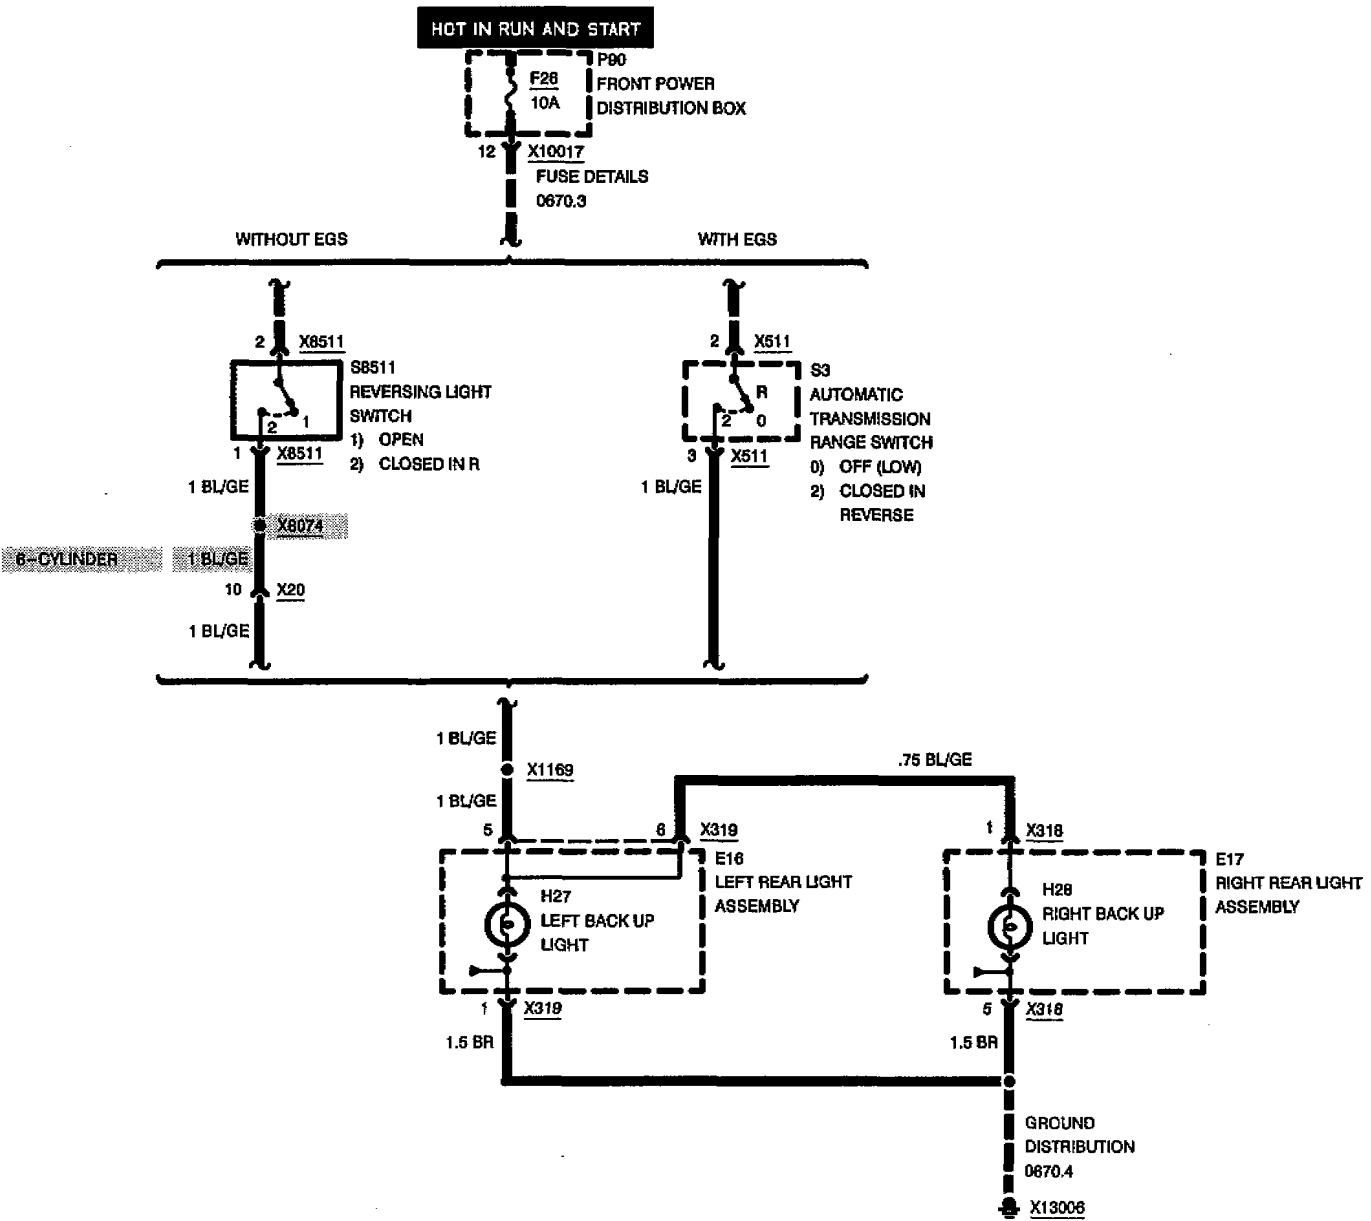 HOT IN RUN AND START
P90
FRONT POWER
DISTRIBUTION BOX
F26
10A
12 X10017
FUSE DETAILS
0670.3
WITHOUT EGS
WITH EGS
2 X8511
S8511
REVERSING LIGHT
SWITCH
1) OPEN
2) CLOSED IN R
2 1
1 X8511
1 BL/GE
X8074
6-CYLINDER 1 BL/GE
10 X20
1 BL/GE
2 X511
S3
AUTOMATIC
TRANSMISSION
RANGE SWITCH
0) OFF (LOW)
2) CLOSED IN
REVERSE
R
2 0
3 X511
1 BL/GE
1 BL/GE
X1169
1 BL/GE
.75 BL/GE
5 6 X319
1 X318
E16
LEFT REAR LIGHT
ASSEMBLY
H27
LEFT BACK UP
LIGHT
E17
RIGHT REAR LIGHT
ASSEMBLY
H28
RIGHT BACK UP
LIGHT
1 X319
5 X318
1.5 BR
1.5 BR
GROUND
DISTRIBUTION
0670.4
X13006